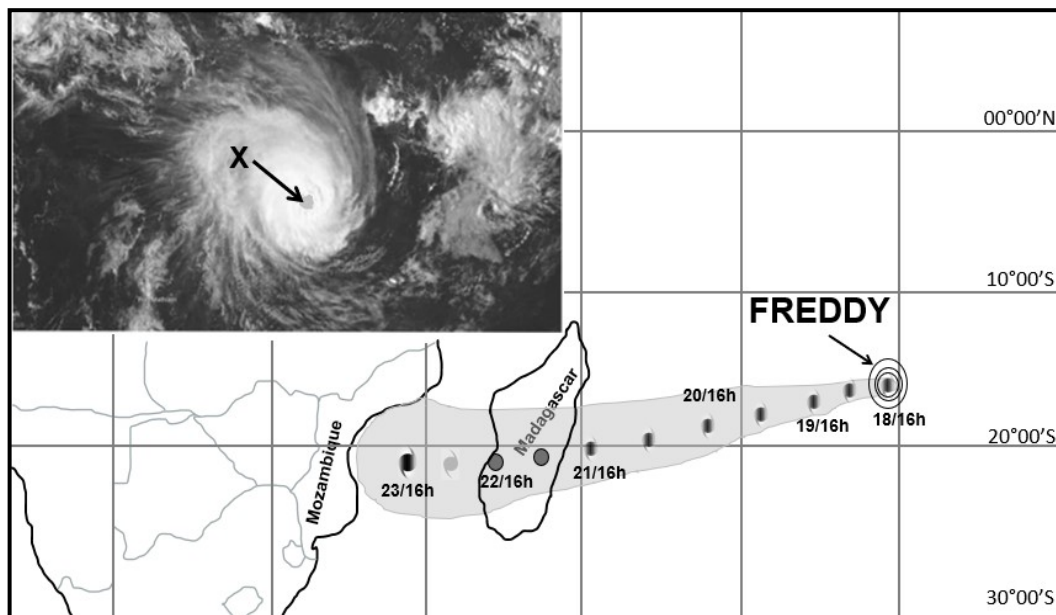 X
00°00'N
10°00'S
FREDDY
Madagascar
20/16h
19/16h
18/16h
20°00'S
Mozambique
23/16h
22/16h
21/16h
30°00'S